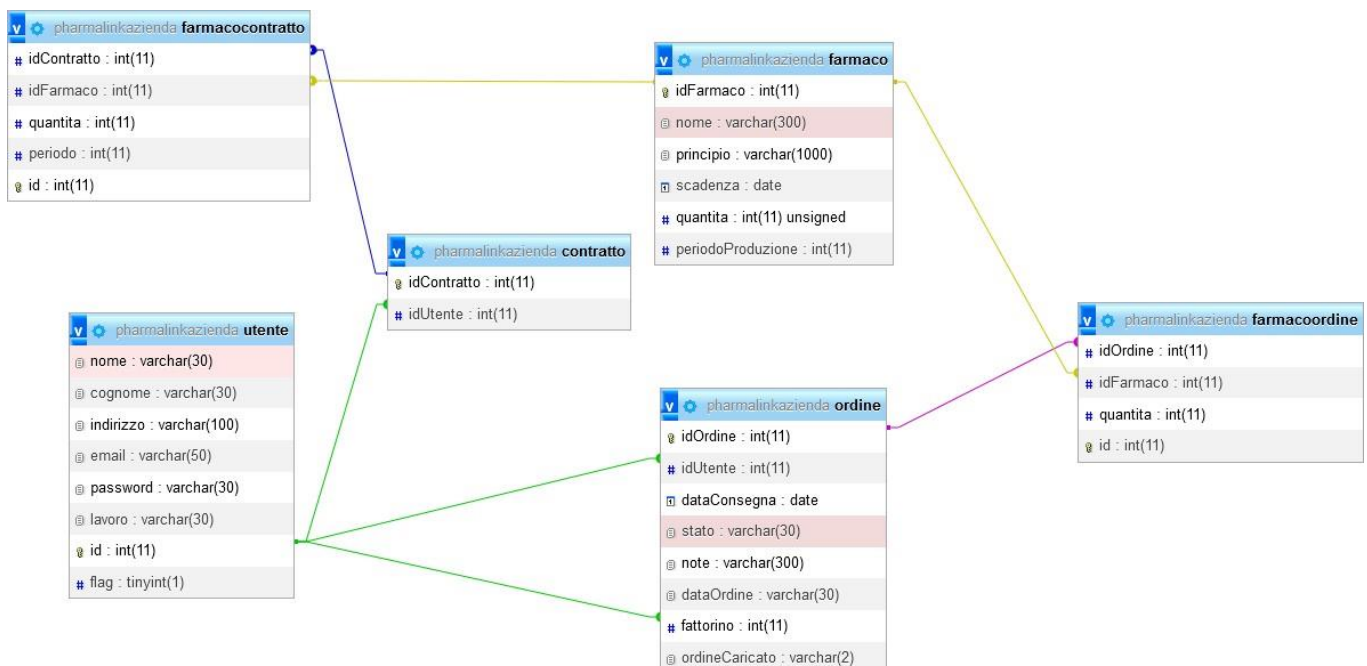 pharmalinkazienda farmacocontratto
idContratto : int(11)
idFarmaco : int(11)
quantita : int(11)
periodo : int(11)
id : int(11)
pharmalinkazienda farmaco
idFarmaco : int(11)
nome : varchar(300)
principio : varchar(1000)
scadenza : date
quantita : int(11) unsigned
periodoProduzione : int(11)
pharmalinkazienda contratto
idContratto : int(11)
idUtente : int(11)
pharmalinkazienda utente
nome : varchar(30)
cognome : varchar(30)
indirizzo : varchar(100)
email : varchar(50)
password : varchar(30)
lavoro : varchar(30)
id : int(11)
flag : tinyint(1)
pharmalinkazienda ordine
idOrdine : int(11)
idUtente : int(11)
dataConsegna : date
stato : varchar(30)
note : varchar(300)
dataOrdine : varchar(30)
fattorino : int(11)
ordineCaricato : varchar(2)
pharmalinkazienda farmacoordine
idOrdine : int(11)
idFarmaco : int(11)
quantita : int(11)
id : int(11)